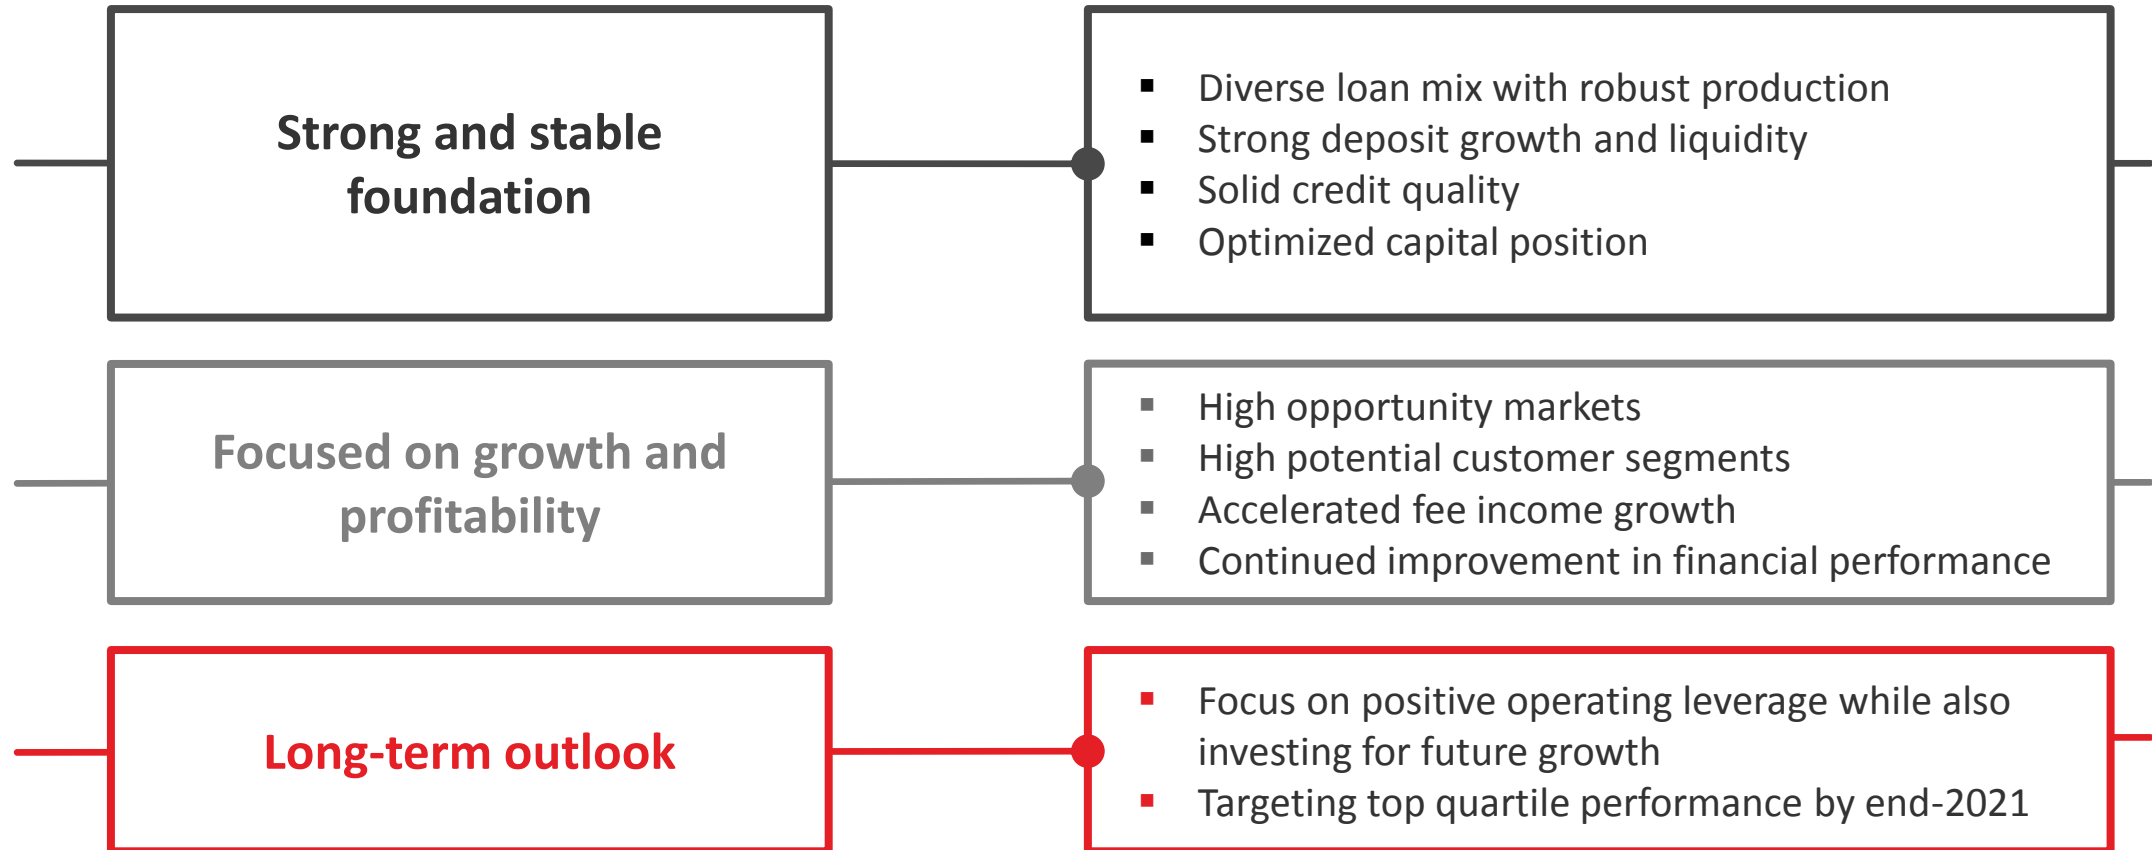 Strong and stable
foundation
▪ Diverse loan mix with robust production
▪ Strong deposit growth and liquidity
▪ Solid credit quality
▪ Optimized capital position
Focused on growth and
profitability
▪ High opportunity markets
▪ High potential customer segments
▪ Accelerated fee income growth
▪ Continued improvement in financial performance
Long-term outlook
▪ Focus on positive operating leverage while also
investing for future growth
▪ Targeting top quartile performance by end-2021